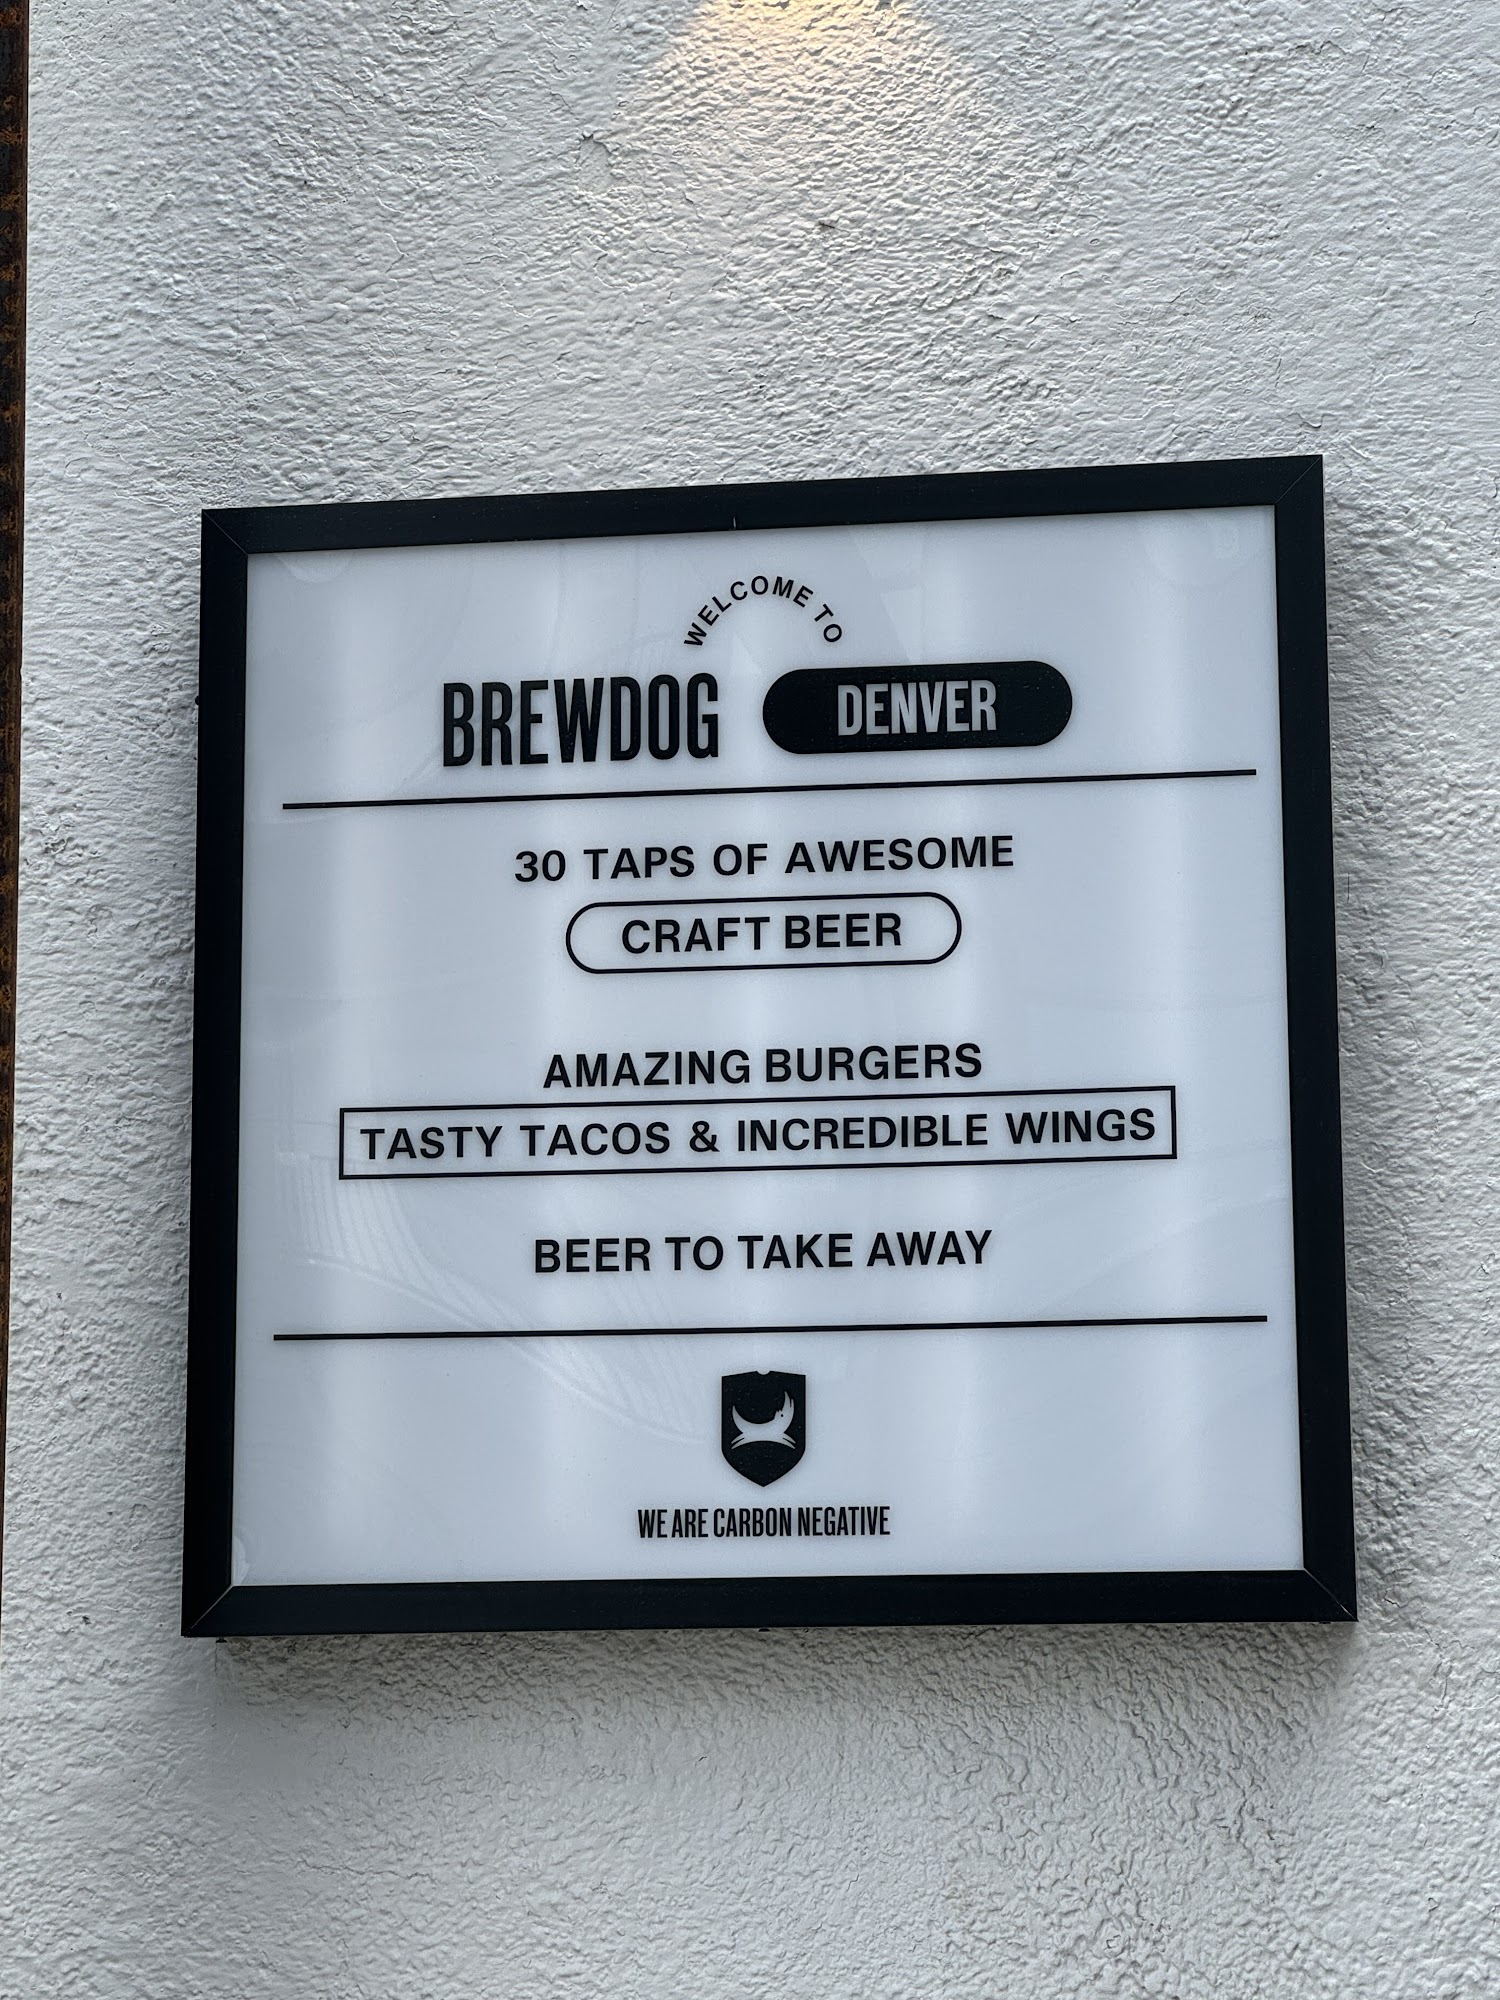 WELCOME TO
BREWDOG DENVER
30 TAPS OF AWESOME
CRAFT BEER
AMAZING BURGERS
TASTY TACOS & INCREDIBLE WINGS
BEER TO TAKE AWAY
WE ARE CARBON NEGATIVE